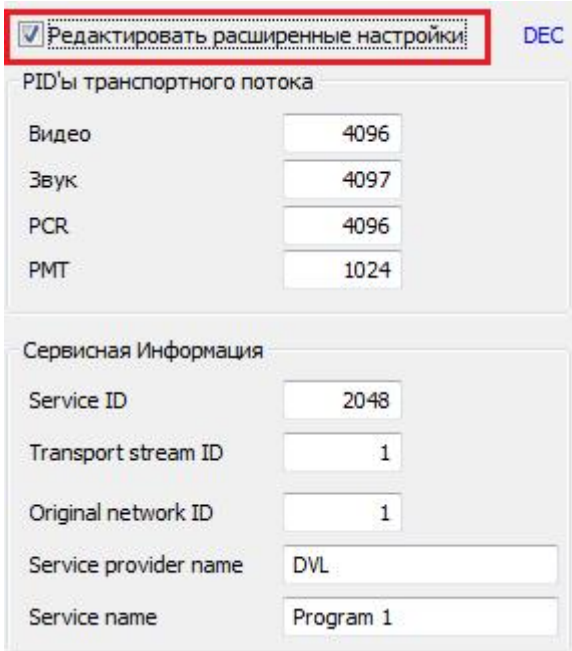 Редактировать расширенные настройки DEC
PID'ы транспортного потока
Видео 4096
Звук 4097
PCR 4096
PMT 1024
Сервисная Информация
Service ID 2048
Transport stream ID 1
Original network ID 1
Service provider name DVL
Service name Program 1